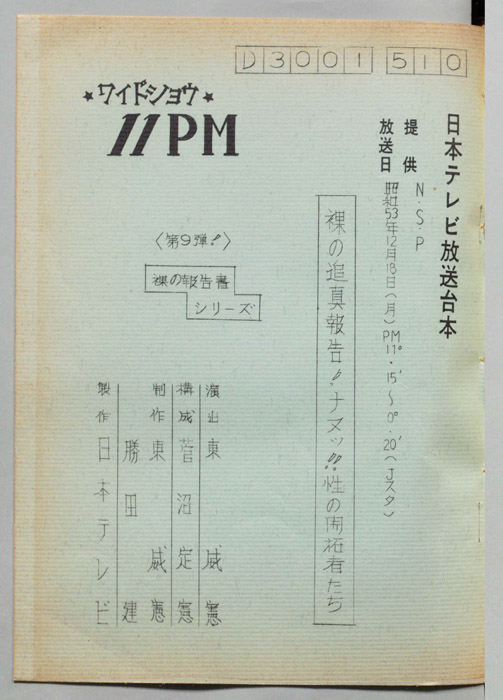 D3001 510
日本テレビ放送台本
提供 N・S・P
放送日 昭和53年12月18日(月)PM11°・15′〜0°・20′(Jスタ)
★ワイドショウ★
11PM
〈第9弾!!〉
裸の報告書
シリーズ
裸の追真報告!!ナヌッ!!性の開拓者たち
演出 東 威憲
構成 菅沼定憲
制作 東 威憲
勝田 建
製作 日本テレビ